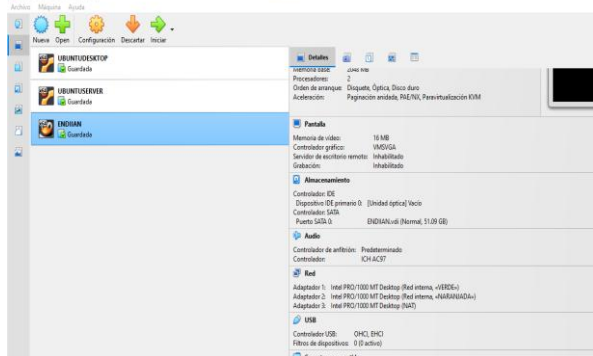 Archivo Máquina Ayuda
Nueva Open Configuración Descartar Iniciar
UBUNTUDESKTOP
Guardada
UBUNTUSERVER
Guardada
ENDIIAN
Guardada
Detalles
Memoria base: 2048 MB
Procesadores: 2
Orden de arranque: Disquete, Óptica, Disco duro
Aceleración: Paginación anidada, PAE/NX, Paravirtualización KVM
Pantalla
Memoria de vídeo: 16 MB
Controlador gráfico: VMSVGA
Servidor de escritorio remoto: Inhabilitado
Grabación: Inhabilitado
Almacenamiento
Controlador: IDE
Dispositivo IDE primario 0: [Unidad óptica] Vacío
Controlador: SATA
Puerto SATA 0: ENDIIAN.vdi (Normal, 51.09 GB)
Audio
Controlador de anfitrión: Predeterminado
Controlador: ICH AC97
Red
Adaptador 1: Intel PRO/1000 MT Desktop (Red interna, «VERDE»)
Adaptador 2: Intel PRO/1000 MT Desktop (Red interna, «NARANJADA»)
Adaptador 3: Intel PRO/1000 MT Desktop (NAT)
USB
Controlador USB: OHCI, EHCI
Filtros de dispositivos: 0 (0 activo)